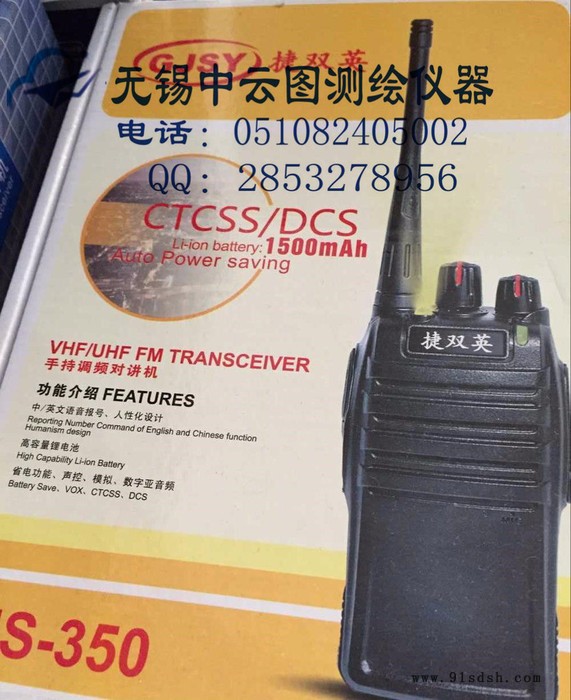 GJSY 捷双英
无锡中云图测绘仪器
电话：051082405002
QQ：2853278956
CTCSS/DCS
Li-ion battery: 1500mAh
Auto Power saving
捷双英
VHF/UHF FM TRANSCEIVER
手持调频对讲机
功能介绍 FEATURES
中/英文语音报号、人性化设计
Reporting Number Command of English and Chinese function
Humanism design
高容量锂电池
High Capability Li-ion Battery
省电功能、声控、模拟、数字亚音频
Battery Save、VOX、CTCSS、DCS
S-350
www.91sdsh.com